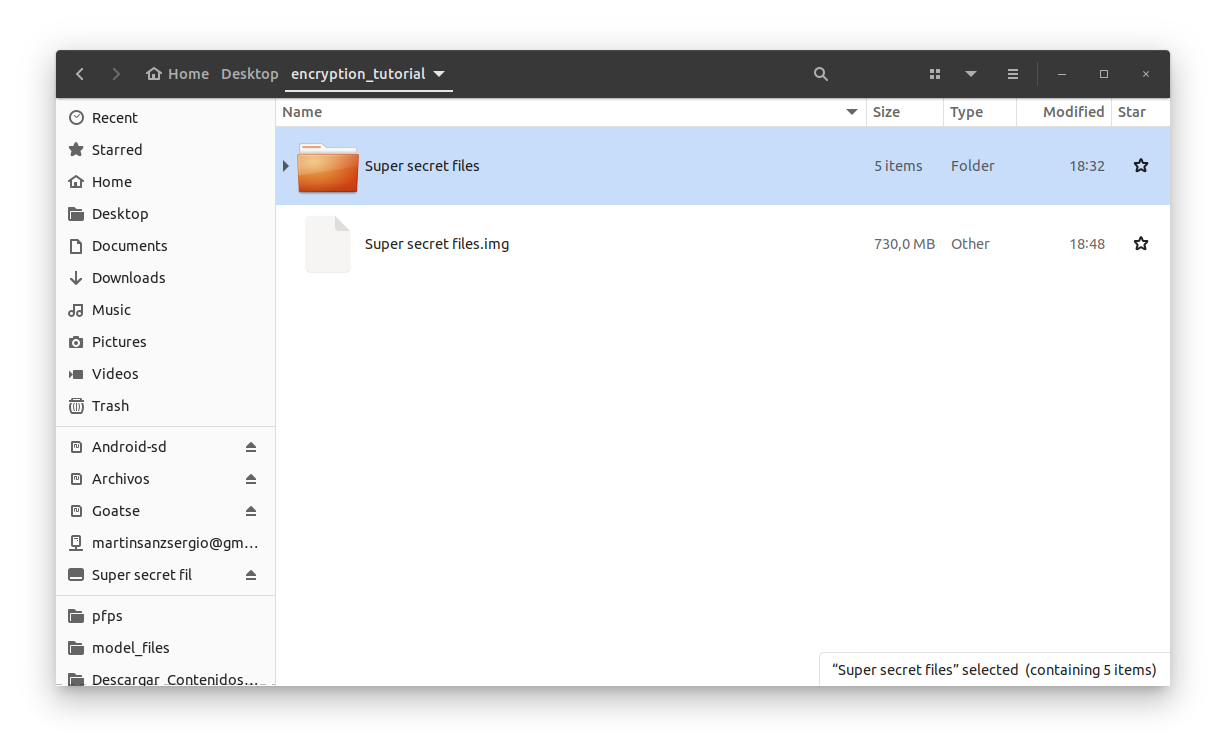 Home Desktop encryption_tutorial
Name Size Type Modified Star
Recent
Starred
Home
Desktop
Documents
Downloads
Music
Pictures
Videos
Trash
Android-sd
Archivos
Goatse
martinsanzsergio@gm...
Super secret fil
pfps
model_files
Descargar_Contenidos...
Super secret files 5 items Folder 18:32
Super secret files.img 730,0 MB Other 18:48
“Super secret files” selected (containing 5 items)